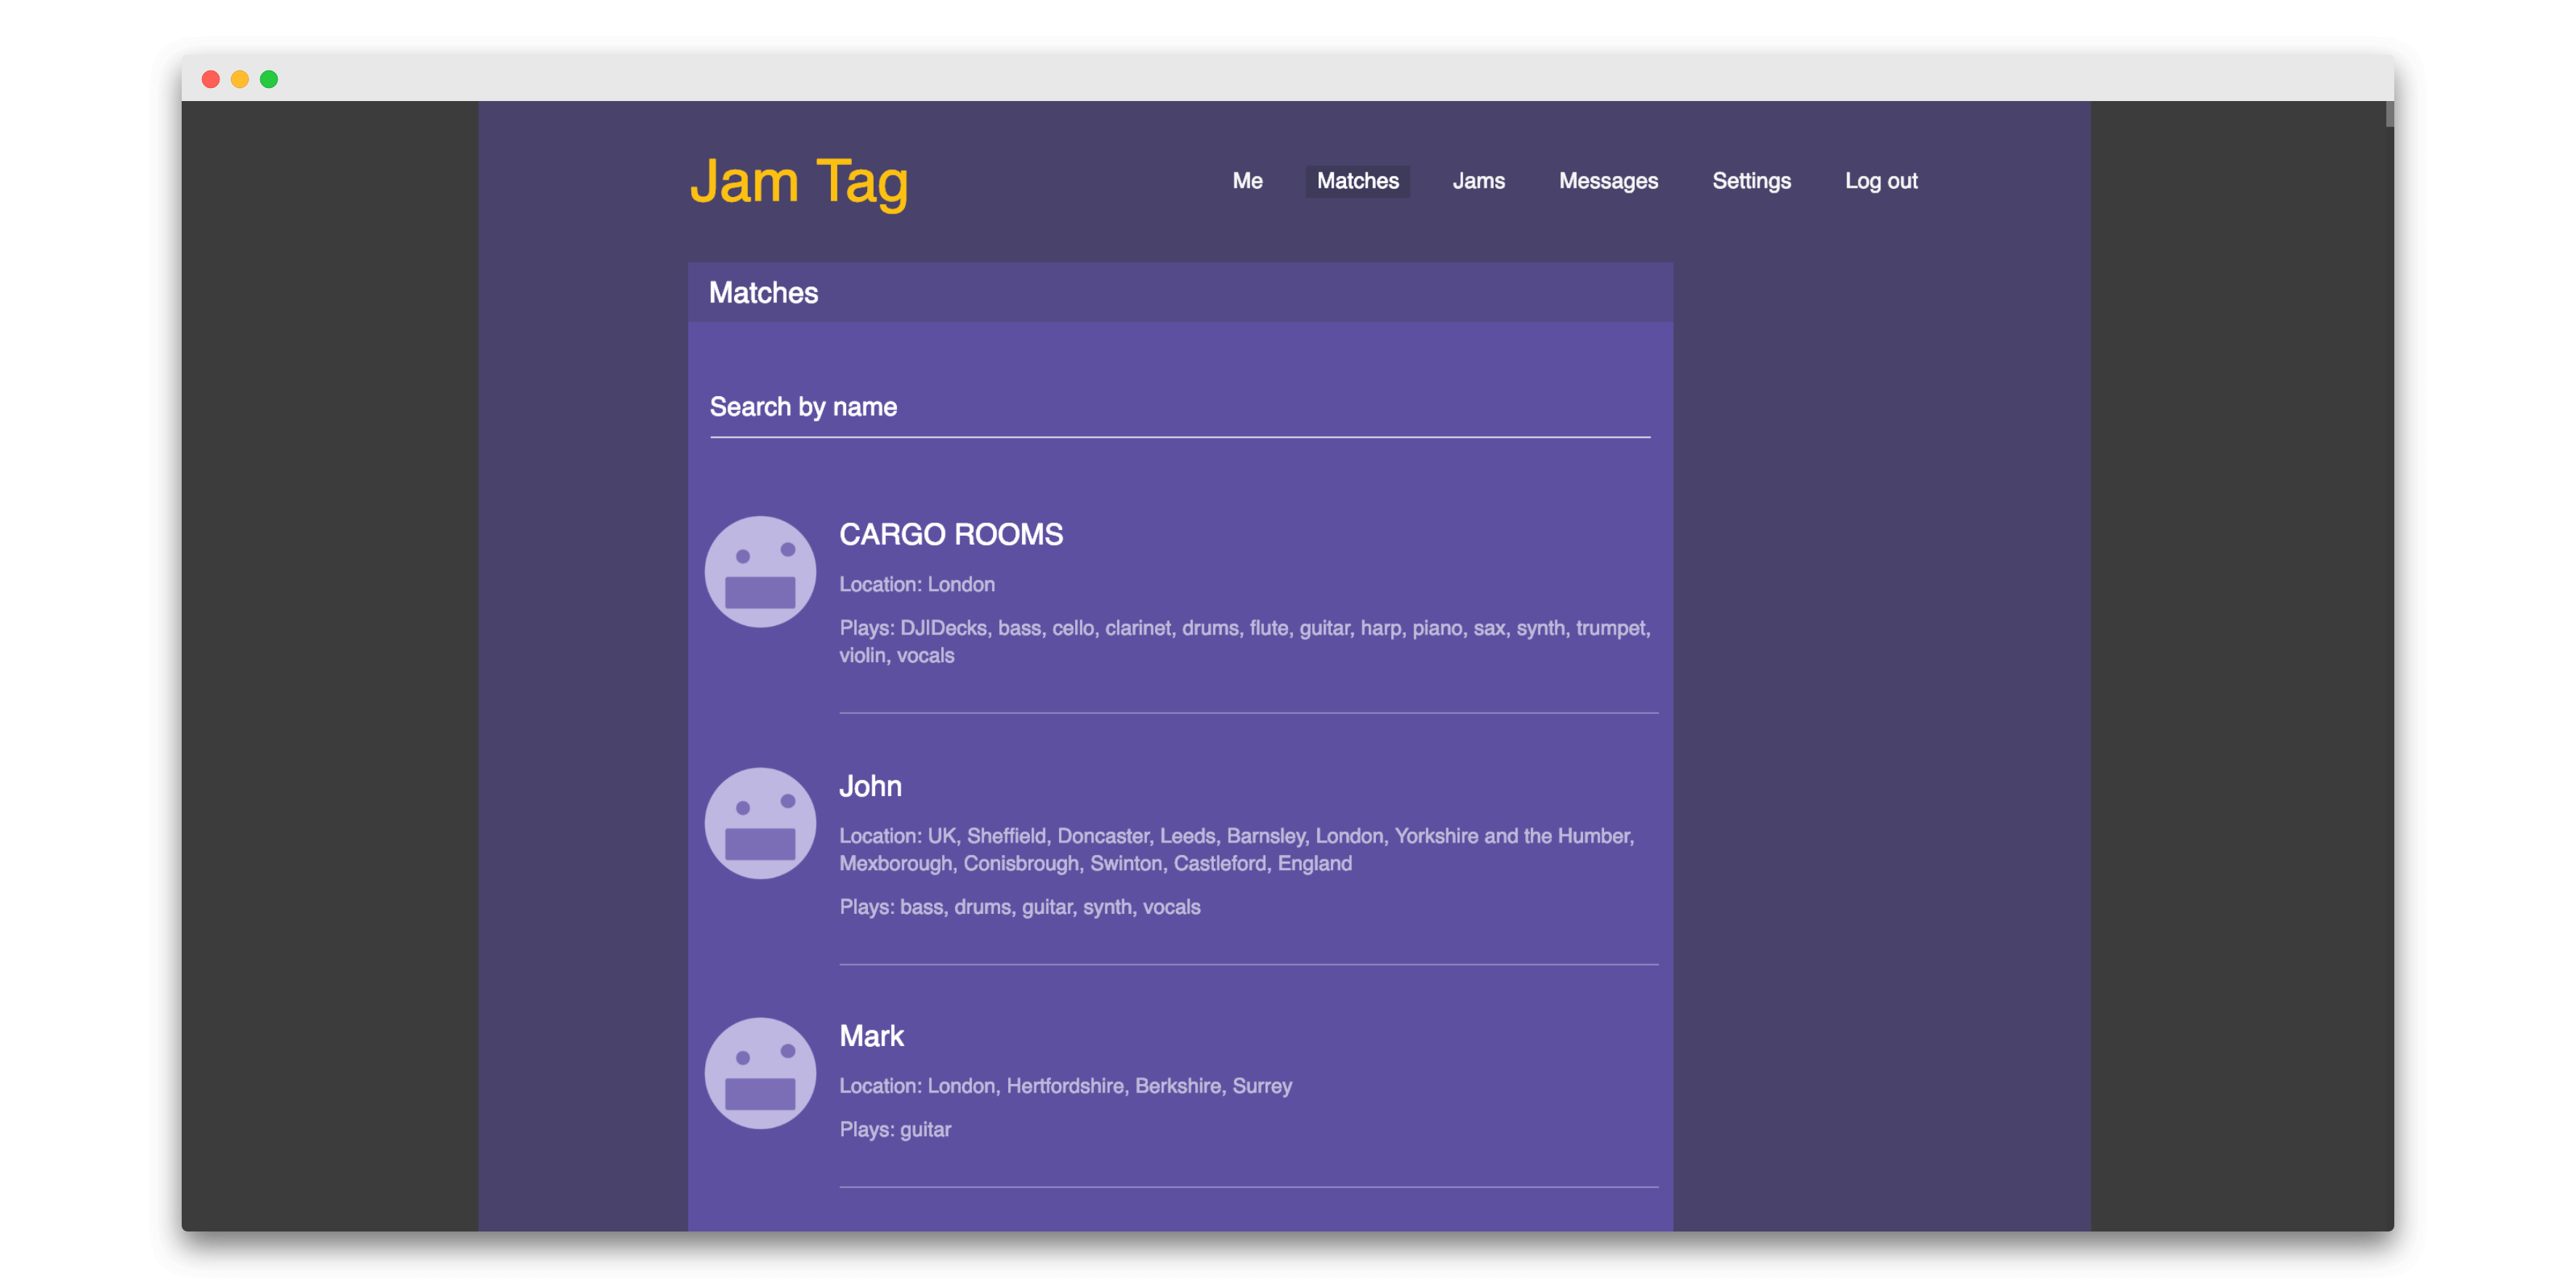 Jam Tag
Me Matches Jams Messages Settings Log out
Matches
Search by name
CARGO ROOMS
Location: London
Plays: DJ|Decks, bass, cello, clarinet, drums, flute, guitar, harp, piano, sax, synth, trumpet,
violin, vocals
John
Location: UK, Sheffield, Doncaster, Leeds, Barnsley, London, Yorkshire and the Humber,
Mexborough, Conisbrough, Swinton, Castleford, England
Plays: bass, drums, guitar, synth, vocals
Mark
Location: London, Hertfordshire, Berkshire, Surrey
Plays: guitar